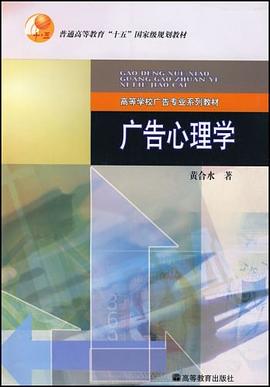 普通高等教育“十五”国家级规划教材
十·五
GAO DENG XUE XIAO
GUANG GAO ZHUAN YE
XI LIE JIAO CAI
高等学校广告专业系列教材
广告心理学
黄合水 著
高等教育出版社